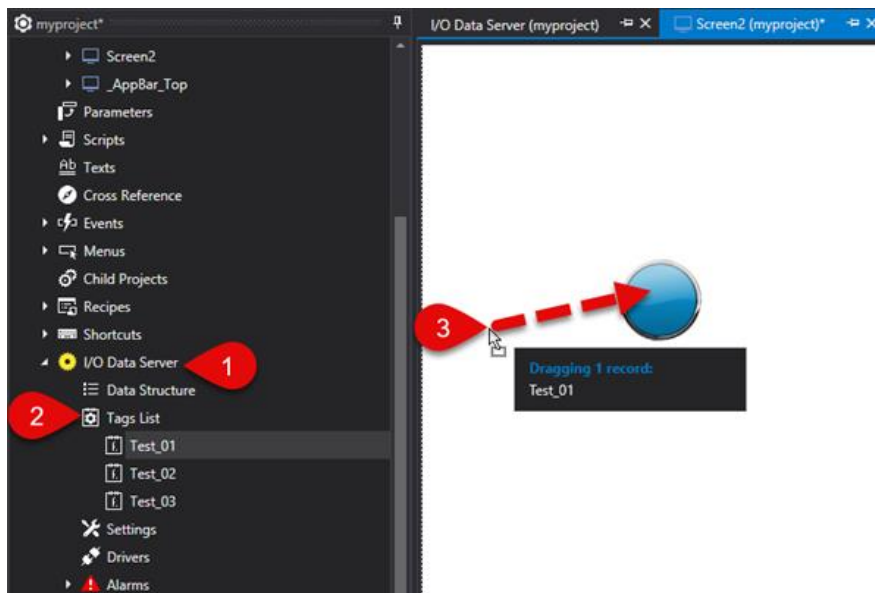 myproject*
Screen2
_AppBar_Top
Parameters
Scripts
Ab Texts
Cross Reference
Events
Menus
Child Projects
Recipes
Shortcuts
I/O Data Server
1
Data Structure
2
Tags List
Test_01
Test_02
Test_03
Settings
Drivers
Alarms
I/O Data Server (myproject)
Screen2 (myproject)*
3
Dragging 1 record:
Test_01